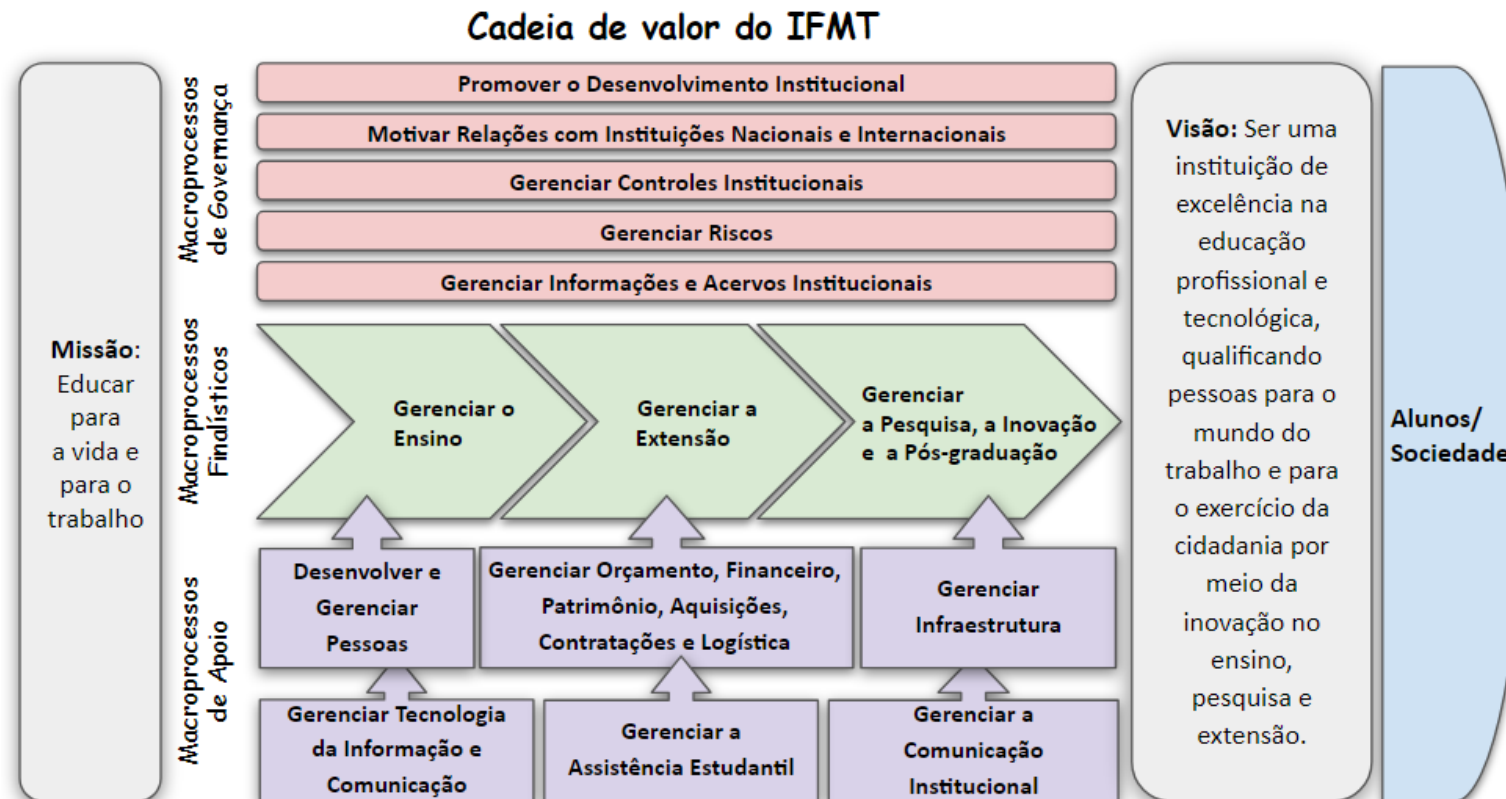 Cadeia de valor do IFMT
Missão:
Educar
para
a vida e
para o
trabalho
Macroprocessos
de Governança
Promover o Desenvolvimento Institucional
Motivar Relações com Instituições Nacionais e Internacionais
Gerenciar Controles Institucionais
Gerenciar Riscos
Gerenciar Informações e Acervos Institucionais
Macroprocessos
Finalísticos
Gerenciar o
Ensino
Gerenciar a
Extensão
Gerenciar
a Pesquisa, a Inovação
e a Pós-graduação
Macroprocessos
de Apoio
Desenvolver e
Gerenciar
Pessoas
Gerenciar Orçamento, Financeiro,
Patrimônio, Aquisições,
Contratações e Logística
Gerenciar
Infraestrutura
Gerenciar Tecnologia
da Informação e
Comunicação
Gerenciar a
Assistência Estudantil
Gerenciar a
Comunicação
Institucional
Visão: Ser uma
instituição de
excelência na
educação
profissional e
tecnológica,
qualificando
pessoas para o
mundo do
trabalho e para
o exercício da
cidadania por
meio da
inovação no
ensino,
pesquisa e
extensão.
Alunos/
Sociedade